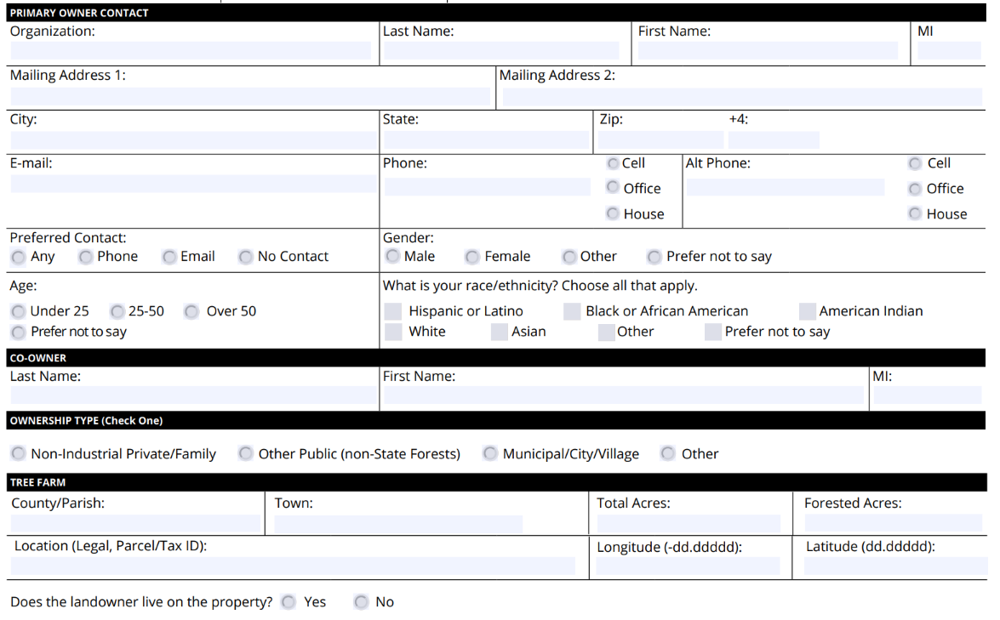 PRIMARY OWNER CONTACT
Organization: Last Name: First Name: MI
Mailing Address 1: Mailing Address 2:
City: State: Zip: +4:
E-mail: Phone: Cell Alt Phone: Cell
Office Office
House House
Preferred Contact: Gender:
Any Phone Email No Contact Male Female Other Prefer not to say
Age: What is your race/ethnicity? Choose all that apply.
Under 25 25-50 Over 50 Hispanic or Latino Black or African American American Indian
Prefer not to say White Asian Other Prefer not to say
CO-OWNER
Last Name: First Name: MI:
OWNERSHIP TYPE (Check One)
Non-Industrial Private/Family Other Public (non-State Forests) Municipal/City/Village Other
TREE FARM
County/Parish: Town: Total Acres: Forested Acres:
Location (Legal, Parcel/Tax ID): Longitude (-dd.ddddd): Latitude (dd.ddddd):
Does the landowner live on the property? Yes No